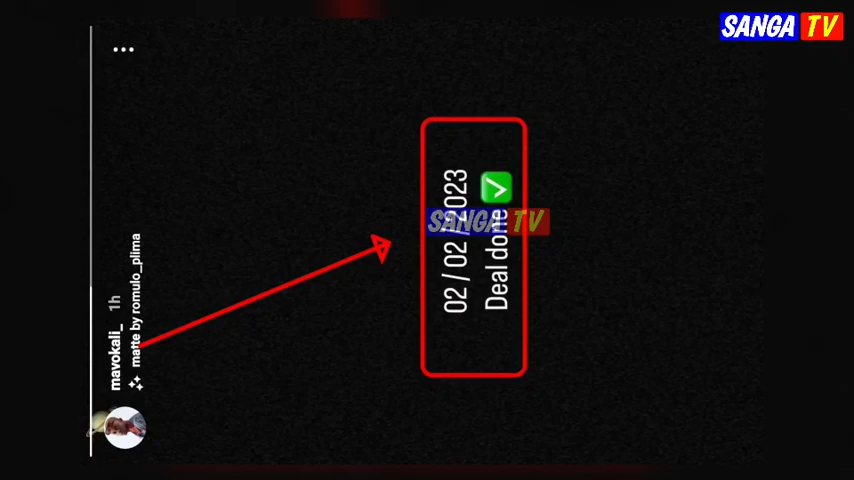 SANGA TV
mavokali_ 1h
matte by romulo_plima
02 / 02 / 2023
Deal done ✅
SANGA TV